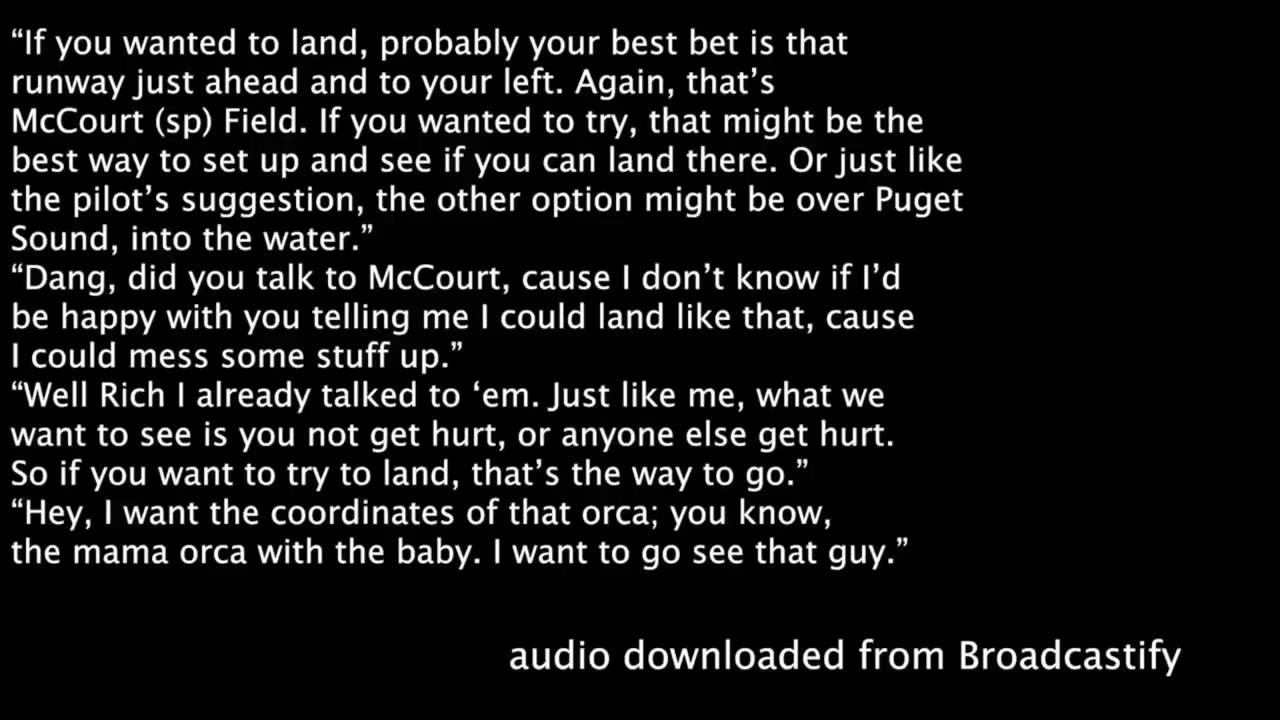 “If you wanted to land, probably your best bet is that
runway just ahead and to your left. Again, that’s
McCourt (sp) Field. If you wanted to try, that might be the
best way to set up and see if you can land there. Or just like
the pilot’s suggestion, the other option might be over Puget
Sound, into the water.”
“Dang, did you talk to McCourt, cause I don’t know if I’d
be happy with you telling me I could land like that, cause
I could mess some stuff up.”
“Well Rich I already talked to ‘em. Just like me, what we
want to see is you not get hurt, or anyone else get hurt.
So if you want to try to land, that’s the way to go.”
“Hey, I want the coordinates of that orca; you know,
the mama orca with the baby. I want to go see that guy.”
audio downloaded from Broadcastify